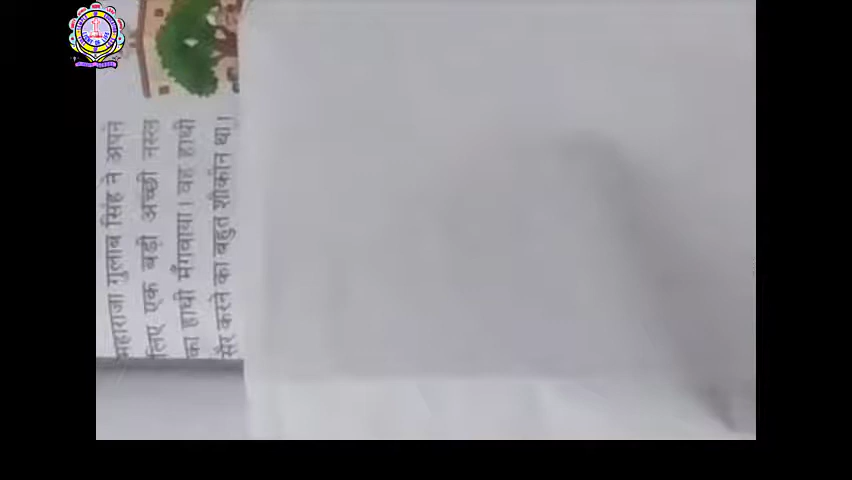 महाराजा गुलाब सिंह ने अपने
लिए एक बड़ी अच्छी नस्ल
का हाथी मँगवाया। वह हाथी
सैर करने का बहुत शौकीन था।